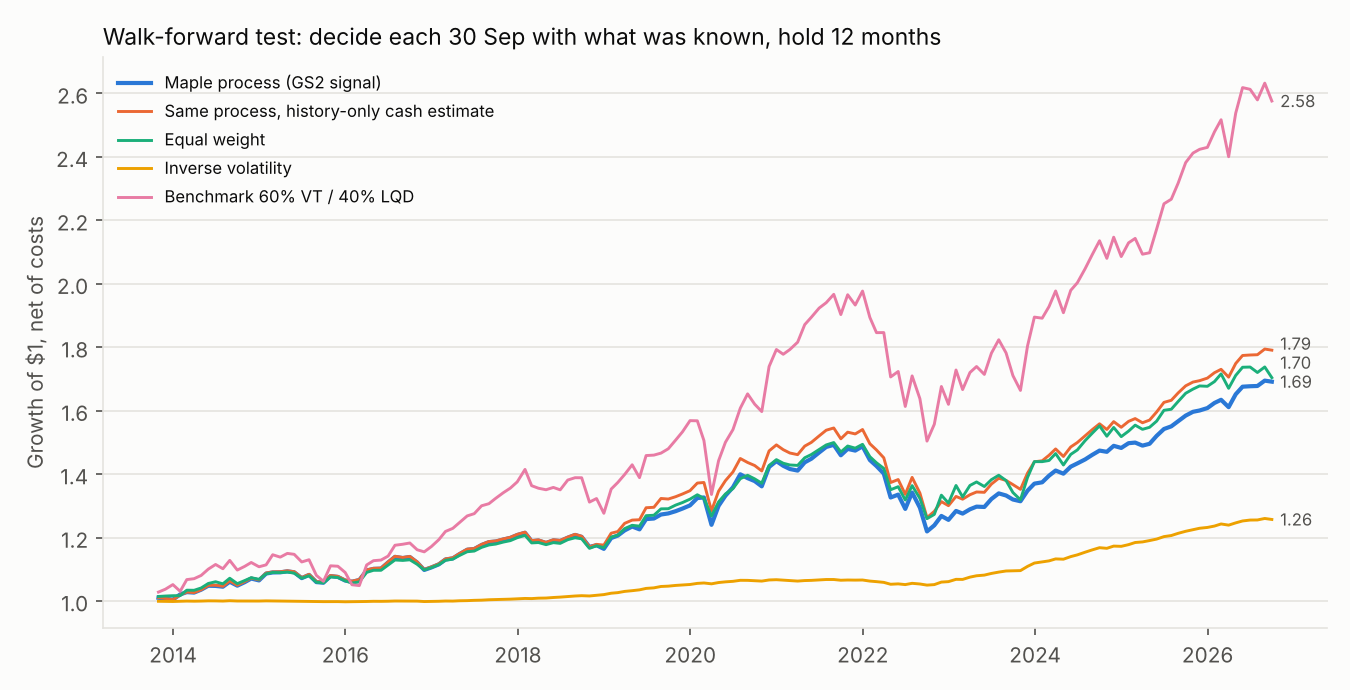 Walk-forward test: decide each 30 Sep with what was known, hold 12 months
Maple process (GS2 signal)
Same process, history-only cash estimate
Equal weight
Inverse volatility
Benchmark 60% VT / 40% LQD
Growth of $1, net of costs
2.6
2.4
2.2
2.0
1.8
1.6
1.4
1.2
1.0
2.58
1.79
1.70
1.69
1.26
2014 2016 2018 2020 2022 2024 2026